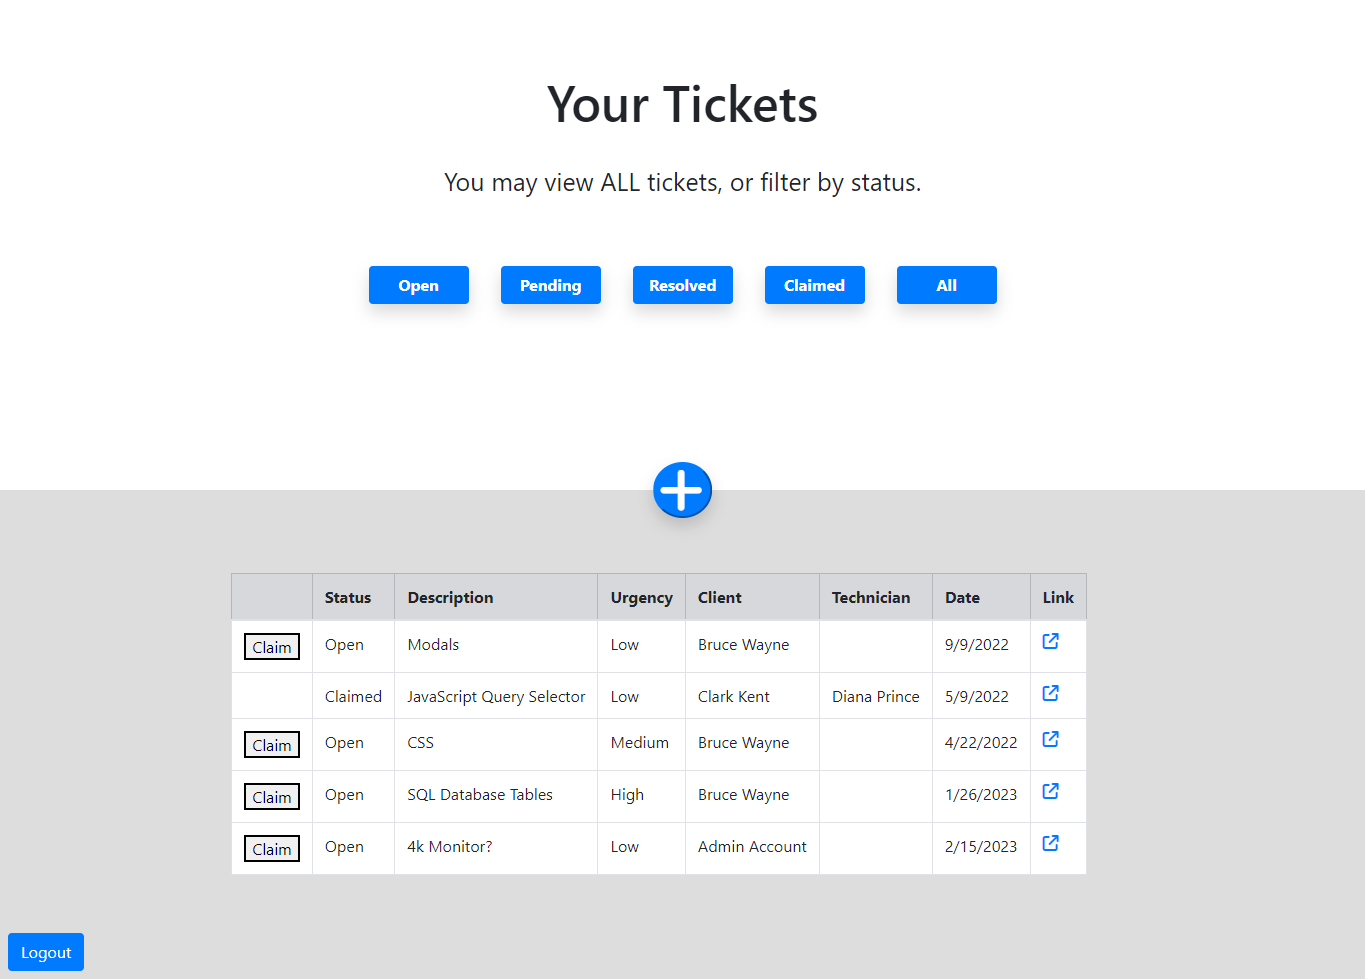 Your Tickets
You may view ALL tickets, or filter by status.
Open Pending Resolved Claimed All
Status Description Urgency Client Technician Date Link
Claim Open Modals Low Bruce Wayne 9/9/2022
Claimed JavaScript Query Selector Low Clark Kent Diana Prince 5/9/2022
Claim Open CSS Medium Bruce Wayne 4/22/2022
Claim Open SQL Database Tables High Bruce Wayne 1/26/2023
Claim Open 4k Monitor? Low Admin Account 2/15/2023
Logout